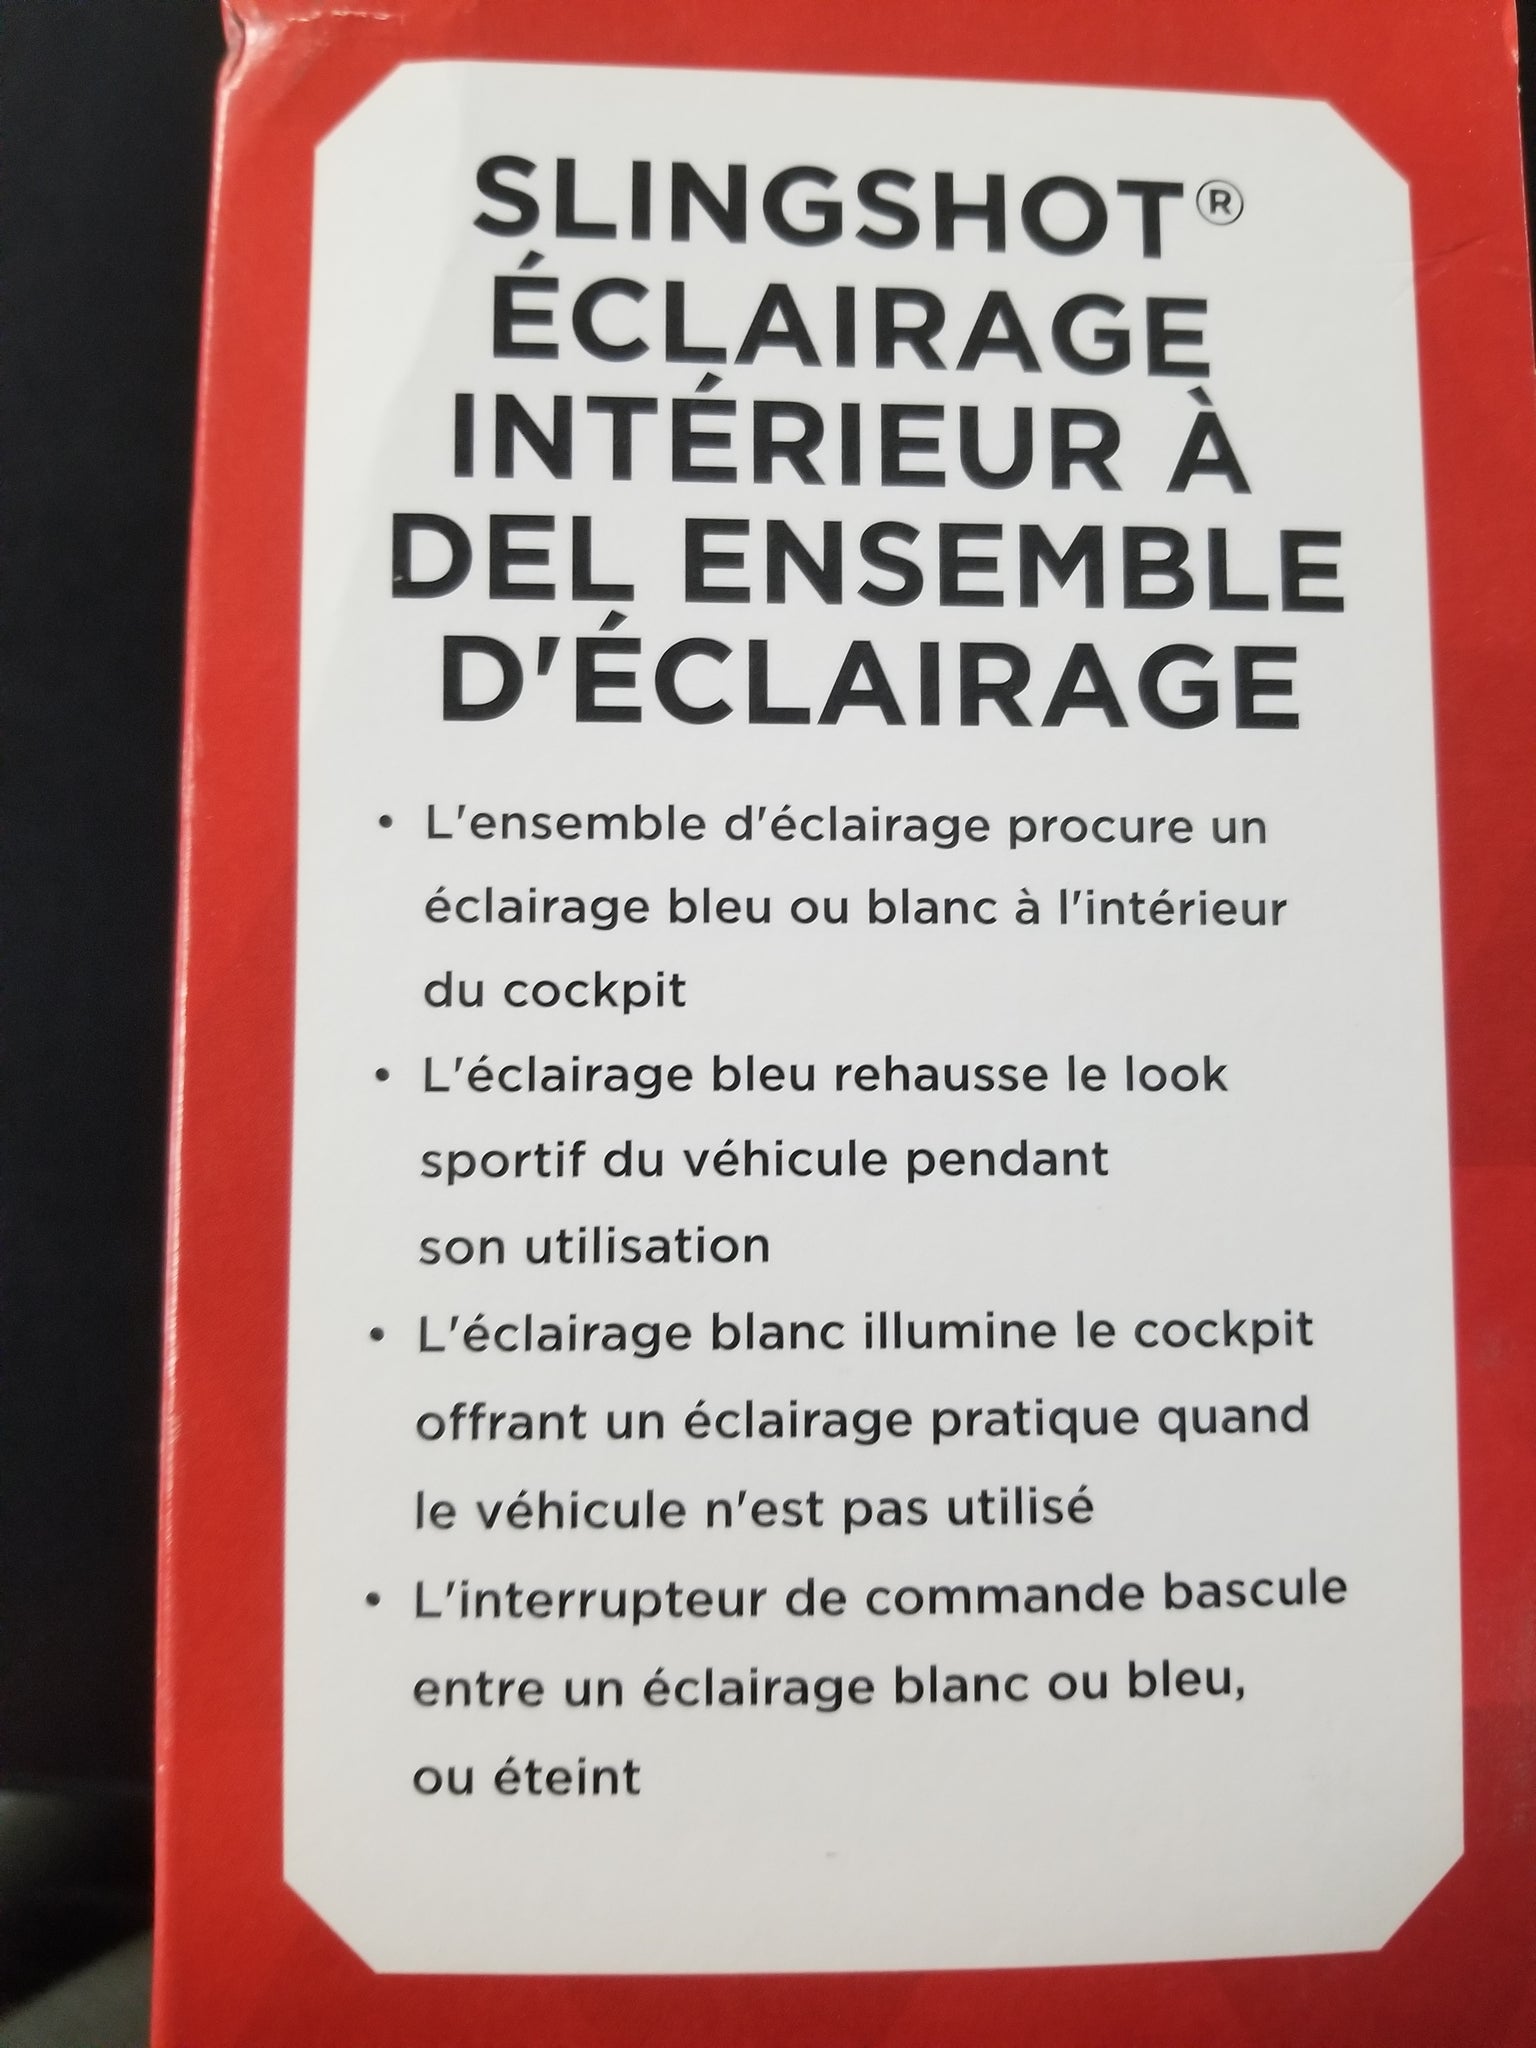 SLINGSHOT®
ÉCLAIRAGE
INTÉRIEUR À
DEL ENSEMBLE
D'ÉCLAIRAGE
• L'ensemble d'éclairage procure un
éclairage bleu ou blanc à l'intérieur
du cockpit
• L'éclairage bleu rehausse le look
sportif du véhicule pendant
son utilisation
• L'éclairage blanc illumine le cockpit
offrant un éclairage pratique quand
le véhicule n'est pas utilisé
• L'interrupteur de commande bascule
entre un éclairage blanc ou bleu,
ou éteint